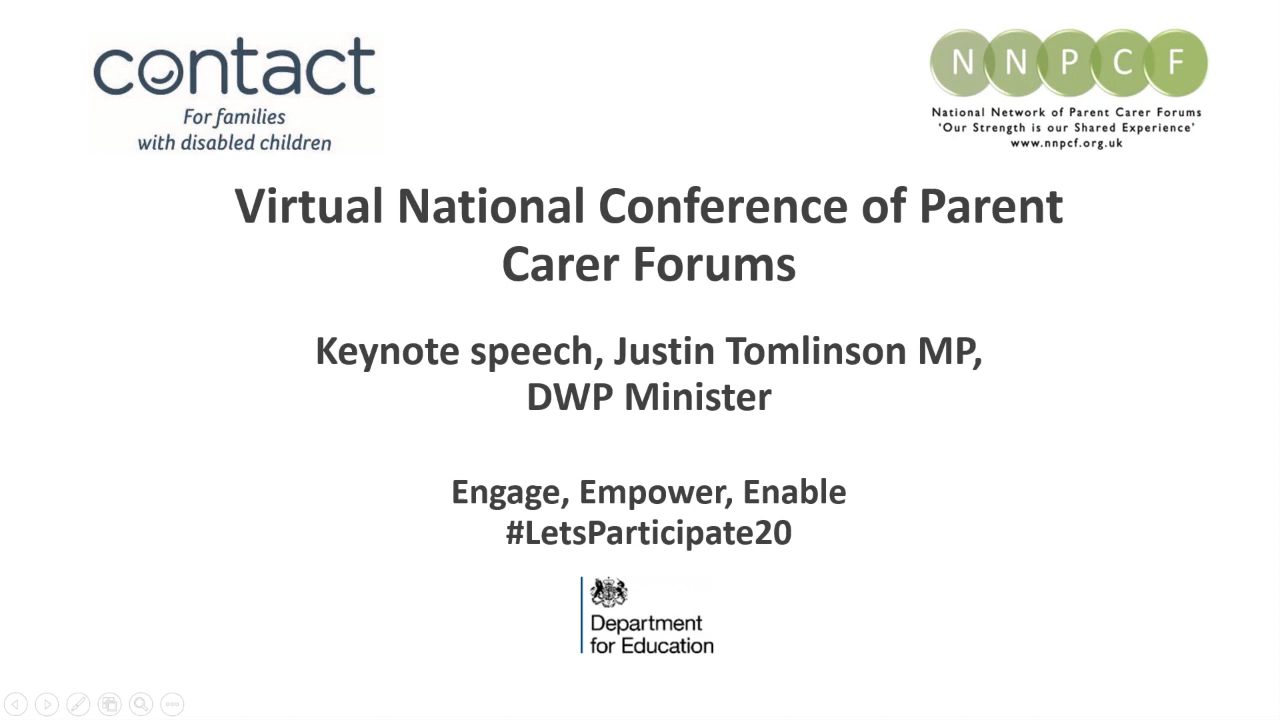 contact
For families
with disabled children
N N P C F
National Network of Parent Carer Forums
'Our Strength is our Shared Experience'
www.nnpcf.org.uk
Virtual National Conference of Parent
Carer Forums
Keynote speech, Justin Tomlinson MP,
DWP Minister
Engage, Empower, Enable
#LetsParticipate20
Department
for Education